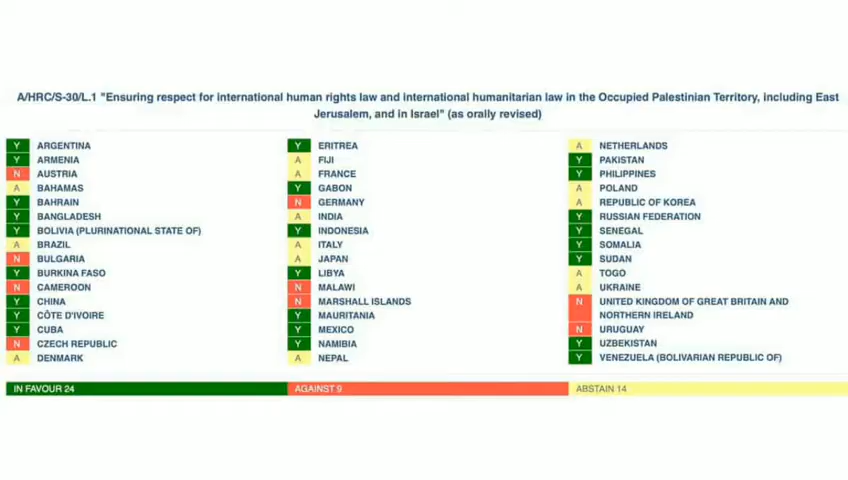 A/HRC/S-30/L.1 "Ensuring respect for international human rights law and international humanitarian law in the Occupied Palestinian Territory, including East
Jerusalem, and in Israel" (as orally revised)
Y ARGENTINA
Y ARMENIA
N AUSTRIA
A BAHAMAS
Y BAHRAIN
Y BANGLADESH
Y BOLIVIA (PLURINATIONAL STATE OF)
A BRAZIL
N BULGARIA
Y BURKINA FASO
N CAMEROON
Y CHINA
Y CÔTE D'IVOIRE
Y CUBA
N CZECH REPUBLIC
A DENMARK
Y ERITREA
A FIJI
A FRANCE
Y GABON
N GERMANY
A INDIA
Y INDONESIA
A ITALY
A JAPAN
Y LIBYA
N MALAWI
N MARSHALL ISLANDS
Y MAURITANIA
Y MEXICO
Y NAMIBIA
A NEPAL
A NETHERLANDS
Y PAKISTAN
Y PHILIPPINES
A POLAND
A REPUBLIC OF KOREA
Y RUSSIAN FEDERATION
Y SENEGAL
Y SOMALIA
Y SUDAN
A TOGO
A UKRAINE
N UNITED KINGDOM OF GREAT BRITAIN AND
NORTHERN IRELAND
N URUGUAY
Y UZBEKISTAN
Y VENEZUELA (BOLIVARIAN REPUBLIC OF)
IN FAVOUR 24
AGAINST 9
ABSTAIN 14